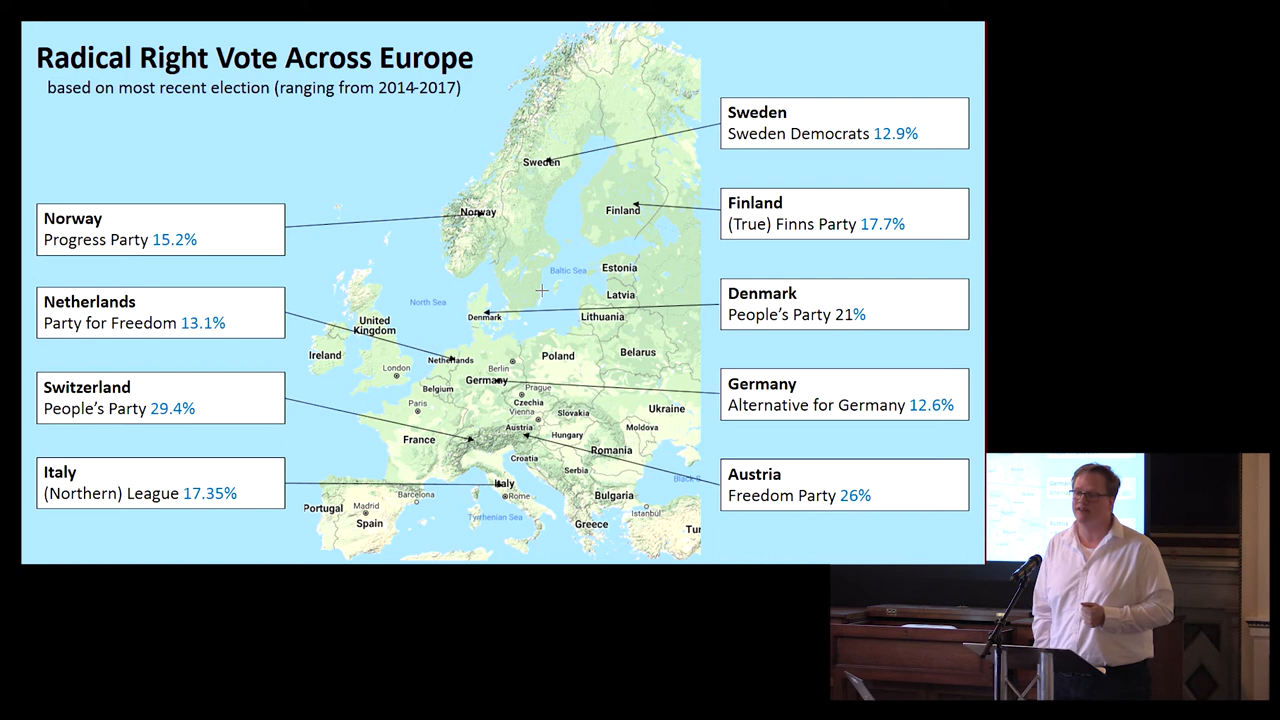 Radical Right Vote Across Europe
based on most recent election (ranging from 2014-2017)
Norway
Progress Party 15.2%
Netherlands
Party for Freedom 13.1%
Switzerland
People's Party 29.4%
Italy
(Northern) League 17.35%
Sweden
Norway
Finland
Estonia
Baltic Sea
Latvia
North Sea
Denmark
Lithuania
United
Kingdom
Ireland
Netherlands
Berlin
Poland
Belarus
London
Germany
Belgium
Prague
Paris
Czechia
Vienna
Slovakia
Ukraine
Austria
Moldova
France
Hungary
Romania
Croatia
Serbia
Italy
Black S
Portugal
Madrid
Barcelona
Rome
Bulgaria
Spain
Tyrrhenian Sea
Istanbul
Greece
Tur
Sweden
Sweden Democrats 12.9%
Finland
(True) Finns Party 17.7%
Denmark
People's Party 21%
Germany
Alternative for Germany 12.6%
Austria
Freedom Party 26%